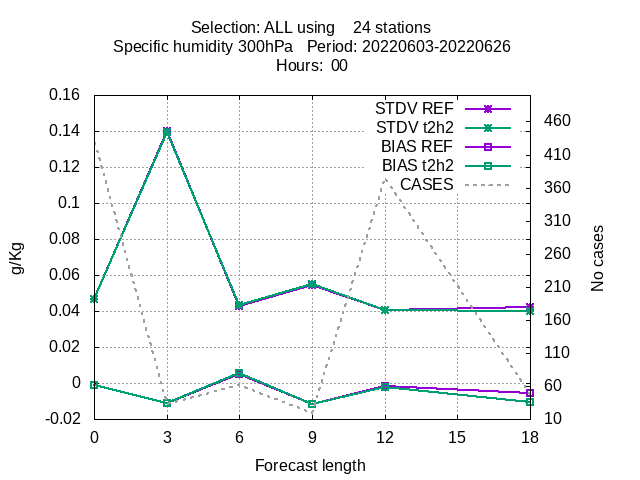 Selection: ALL using    24 stations
Specific humidity 300hPa   Period: 20220603-20220626
Hours:  00
STDV REF
STDV t2h2
BIAS REF
BIAS t2h2
CASES
g/Kg
0.16
0.14
0.12
0.1
0.08
0.06
0.04
0.02
0
-0.02
No cases
460
410
360
310
260
210
160
110
60
10
0 3 6 9 12 15 18
Forecast length